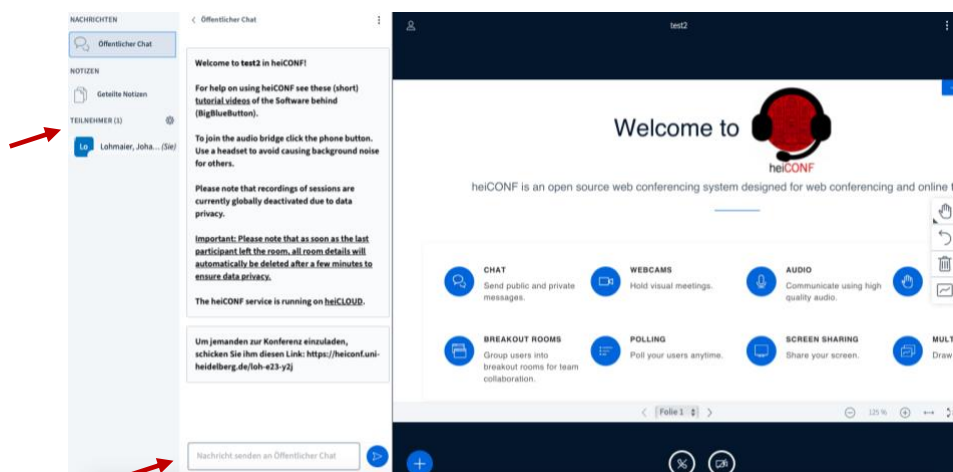 NACHRICHTEN
Öffentlicher Chat
NOTIZEN
Geteilte Notizen
TEILNEHMER (1)
Lo
Lohmaier, Joha... (Sie)
Öffentlicher Chat
Welcome to test2 in heiCONF!
For help on using heiCONF see these (short)
tutorial videos of the Software behind
(BigBlueButton).
To join the audio bridge click the phone button.
Use a headset to avoid causing background noise
for others.
Please note that recordings of sessions are
currently globally deactivated due to data
privacy.
Important: Please note that as soon as the last
participant left the room, all room details will
automatically be deleted after a few minutes to
ensure data privacy.
The heiCONF service is running on heiCLOUD.
Um jemanden zur Konferenz einzuladen,
schicken Sie ihm diesen Link: https://heiconf.uni-
heidelberg.de/loh-e23-y2j
Nachricht senden an Öffentlicher Chat
test2
Welcome to
heiCONF
heiCONF is an open source web conferencing system designed for web conferencing and online
CHAT
Send public and private
messages.
WEBCAMS
Hold visual meetings.
AUDIO
Communicate using high
quality audio.
BREAKOUT ROOMS
Group users into
breakout rooms for team
collaboration.
POLLING
Poll your users anytime.
SCREEN SHARING
Share your screen.
MULT
Draw
Folie 1
125 %